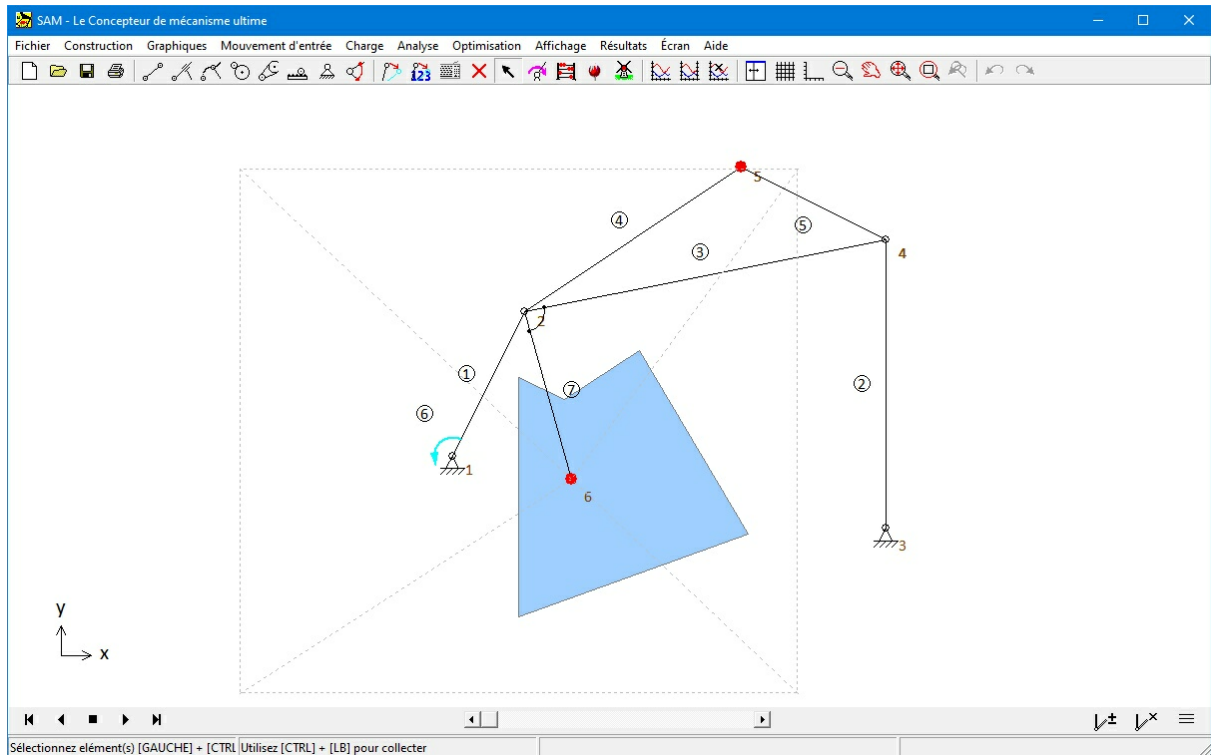 SAM - Le Concepteur de mécanisme ultime
Fichier Construction Graphiques Mouvement d'entrée Charge Analyse Optimisation Affichage Résultats Écran Aide
123
5
4
5
3
4
2
1
7
2
6
1
6
3
y
x
Sélectionnez elément(s) [GAUCHE] + [CTRL Utilisez [CTRL] + [LB] pour collecter